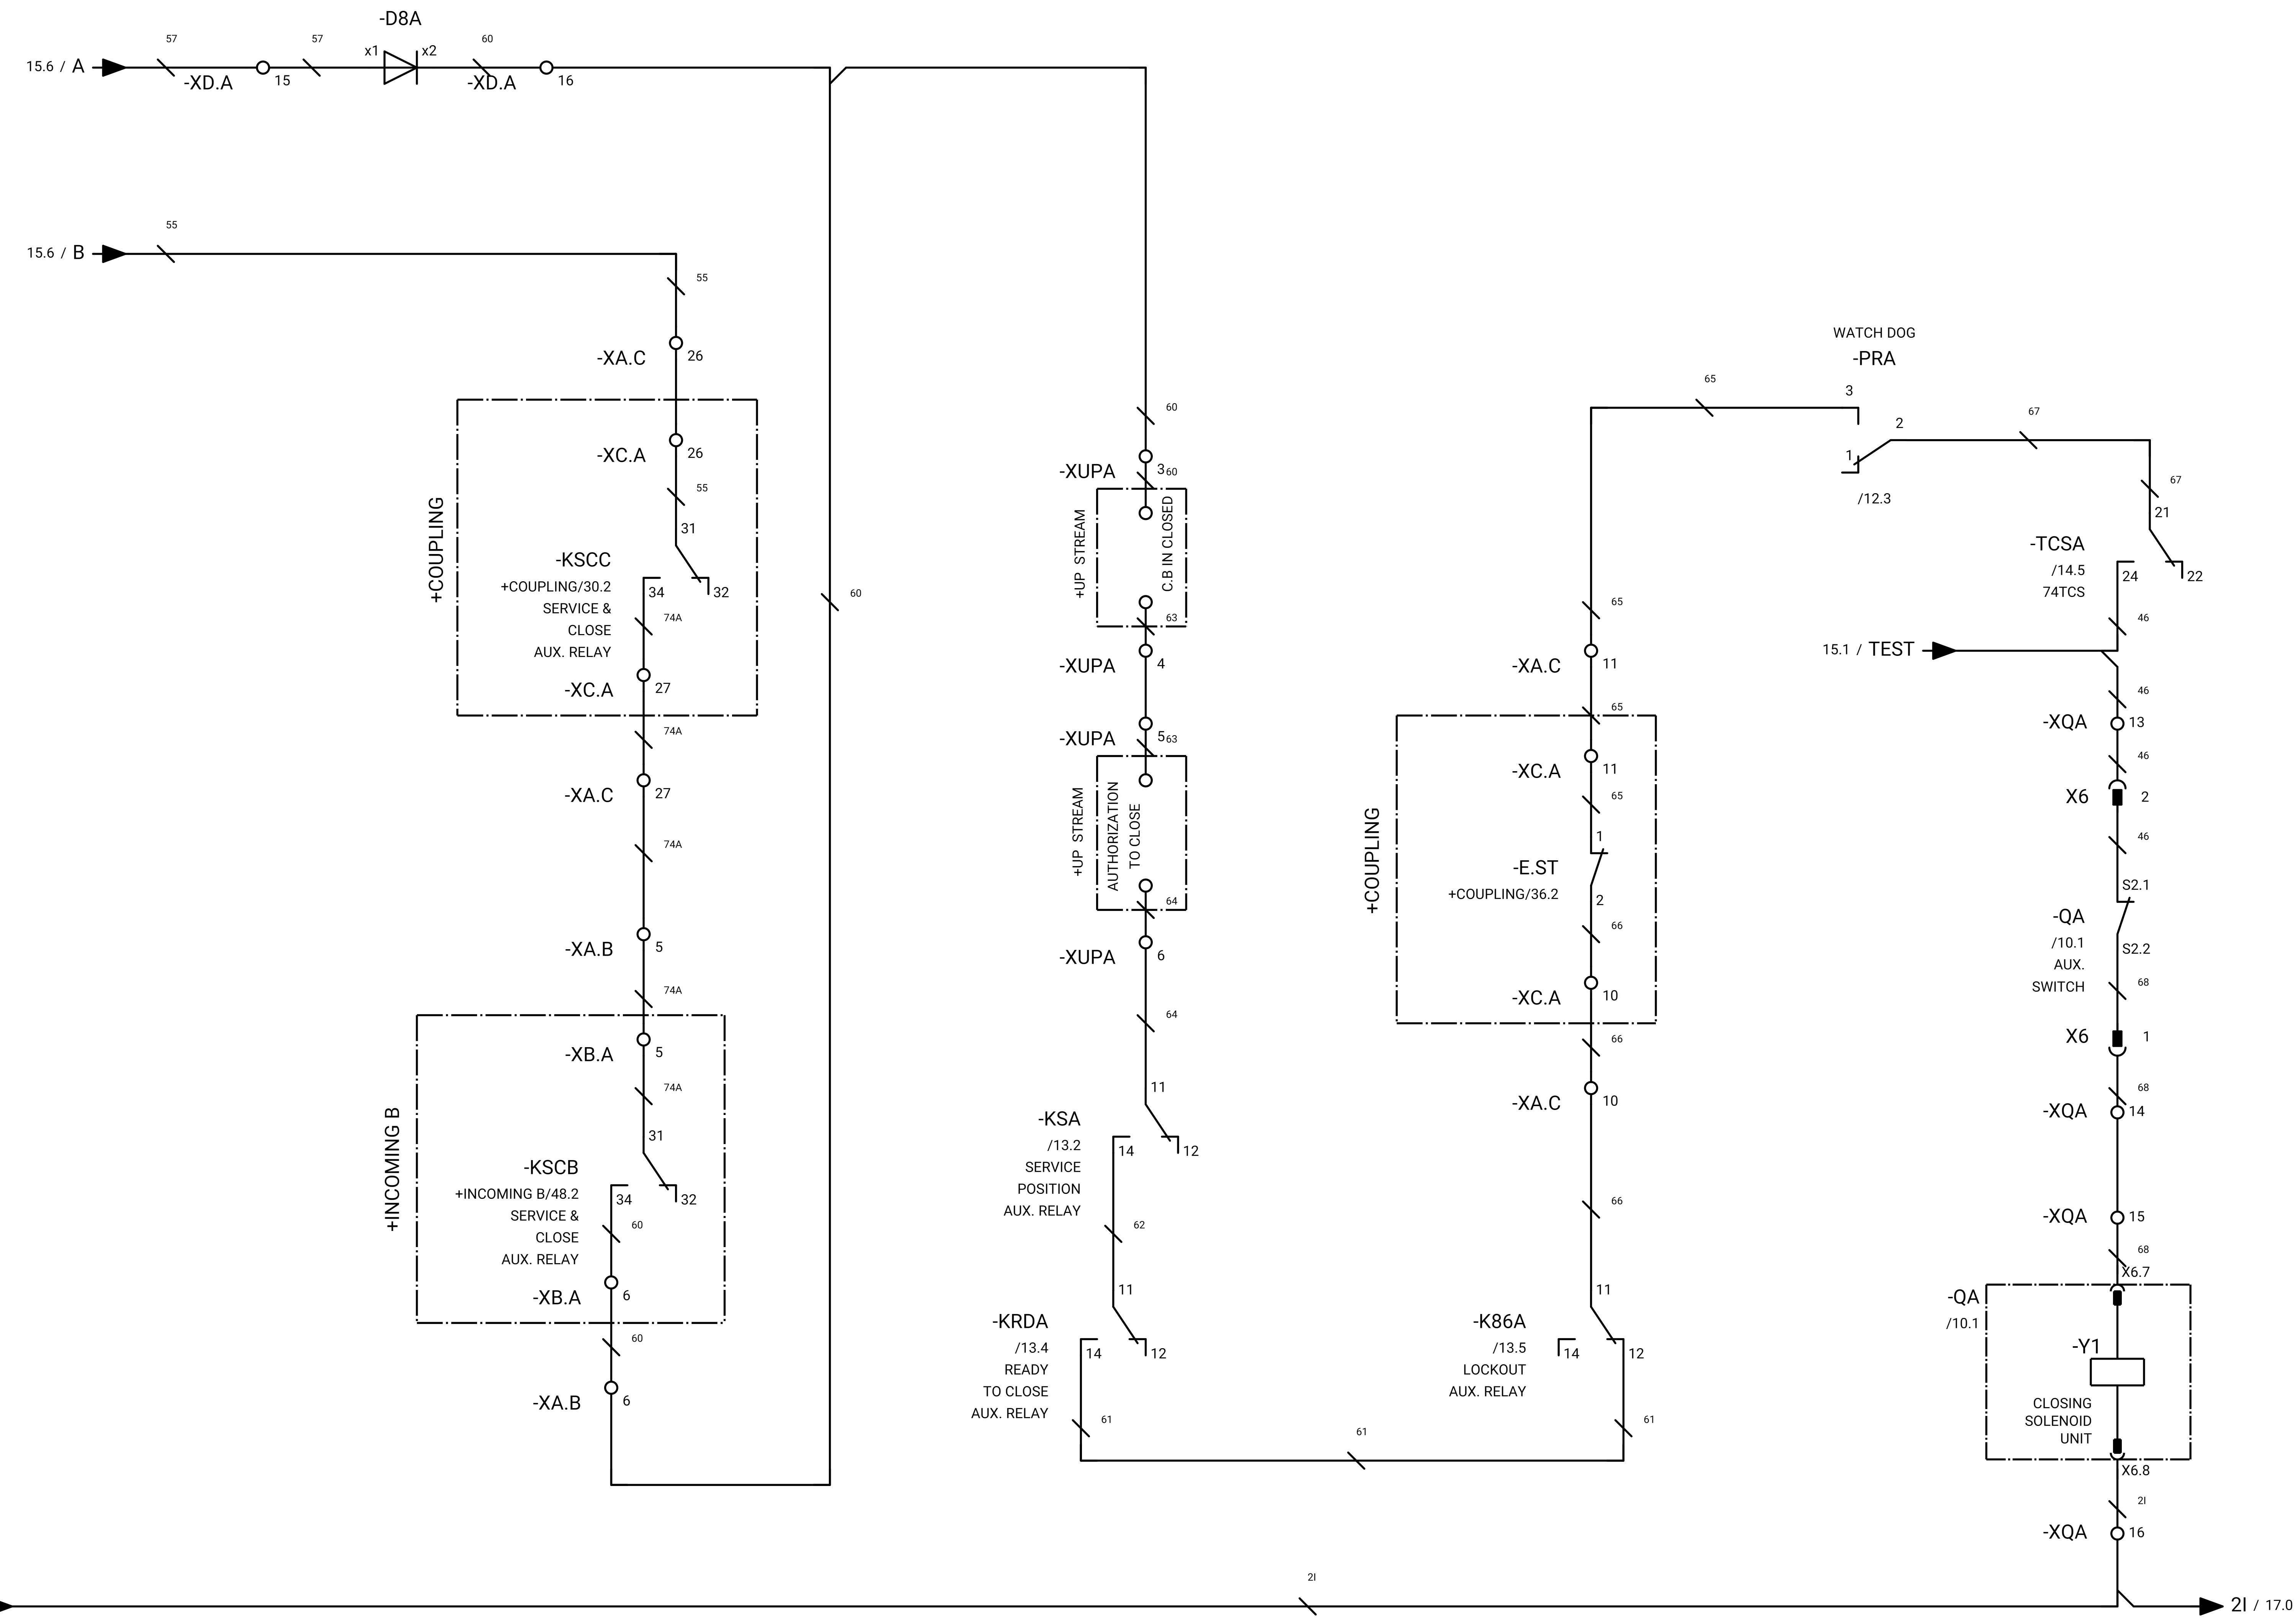 -D8A
57
57
x1
x2
60
15.6 / A
-XD.A
15
-XD.A
16
55
15.6 / B
55
-XA.C
26
-XC.A
26
55
31
+COUPLING
-KSCC
+COUPLING/30.2
SERVICE &
CLOSE
AUX. RELAY
34
32
74A
-XC.A
27
74A
-XA.C
27
74A
-XA.B
5
74A
-XB.A
5
74A
31
+INCOMING B
-KSCB
+INCOMING B/48.2
SERVICE &
CLOSE
AUX. RELAY
34
32
60
-XB.A
6
60
-XA.B
6
60
60
-XUPA
3
60
+UP STREAM
C.B IN CLOSED
63
-XUPA
4
-XUPA
5
63
+UP STREAM
AUTHORIZATION
TO CLOSE
64
-XUPA
6
64
11
-KSA
/13.2
SERVICE
POSITION
AUX. RELAY
14
12
62
11
-KRDA
/13.4
READY
TO CLOSE
AUX. RELAY
14
12
61
61
65
65
-XA.C
11
65
-XC.A
11
65
+COUPLING
1
-E.ST
+COUPLING/36.2
2
66
-XC.A
10
66
-XA.C
10
66
11
-K86A
/13.5
LOCKOUT
AUX. RELAY
14
12
61
WATCH DOG
-PRA
3
2
1
/12.3
67
67
21
-TCSA
/14.5
74TCS
24
22
46
15.1 / TEST
46
-XQA
13
46
X6
2
46
S2.1
-QA
/10.1
AUX.
SWITCH
S2.2
68
X6
1
68
-XQA
14
-XQA
15
68
X6.7
-QA
/10.1
-Y1
CLOSING
SOLENOID
UNIT
X6.8
2I
-XQA
16
2I
2I / 17.0